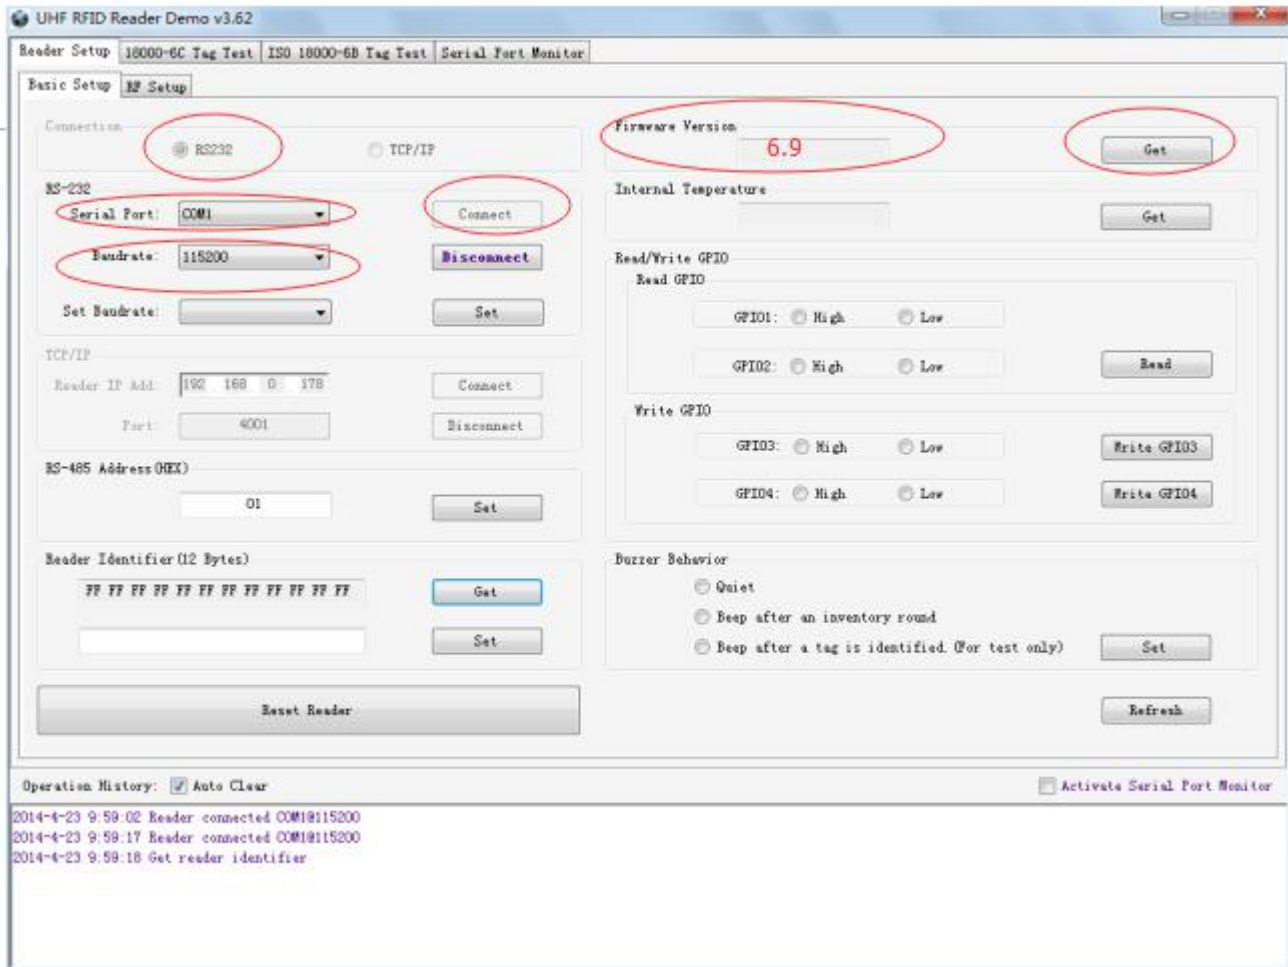 UHF RFID Reader Demo v3.62
Reader Setup 18000-6C Tag Test ISO 18000-6B Tag Test Serial Port Monitor
Basic Setup RF Setup
Connection
RS232 TCP/IP
RS-232
Serial Port: COM1 Connect
Baudrate: 115200 Disconnect
Set Baudrate: Set
TCP/IP
Reader IP Add: 192 168 0 178 Connect
Port: 4001 Disconnect
RS-485 Address(HEX)
01 Set
Reader Identifier(12 Bytes)
FF FF FF FF FF FF FF FF FF FF FF FF Get
Set
Reset Reader
Firmware Version
6.9 Get
Internal Temperature
Get
Read/Write GPIO
Read GPIO
GPIO1: High Low
GPIO2: High Low Read
Write GPIO
GPIO3: High Low Write GPIO3
GPIO4: High Low Write GPIO4
Buzzer Behavior
Quiet
Beep after an inventory round
Beep after a tag is identified.(For test only) Set
Refresh
Operation History: Auto Clear Activate Serial Port Monitor
2014-4-23 9:59:02 Reader connected COM1@115200
2014-4-23 9:59:17 Reader connected COM1@115200
2014-4-23 9:59:18 Get reader identifier